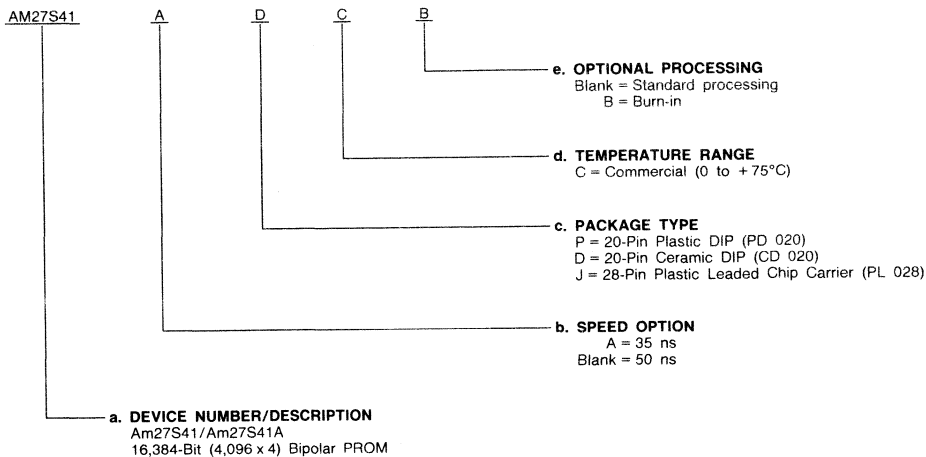 AM27S41 A D C B
e. OPTIONAL PROCESSING
Blank = Standard processing
B = Burn-in
d. TEMPERATURE RANGE
C = Commercial (0 to +75°C)
c. PACKAGE TYPE
P = 20-Pin Plastic DIP (PD 020)
D = 20-Pin Ceramic DIP (CD 020)
J = 28-Pin Plastic Leaded Chip Carrier (PL 028)
b. SPEED OPTION
A = 35 ns
Blank = 50 ns
a. DEVICE NUMBER/DESCRIPTION
Am27S41/Am27S41A
16,384-Bit (4,096 x 4) Bipolar PROM